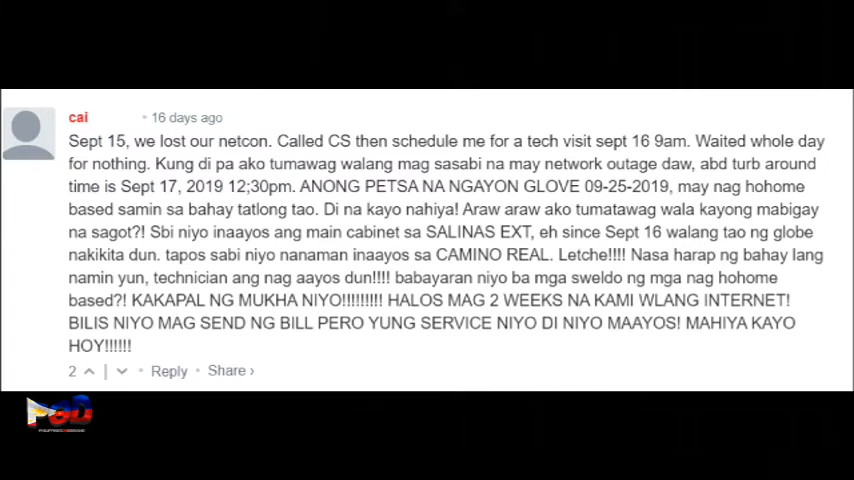 cai • 16 days ago
Sept 15, we lost our netcon. Called CS then schedule me for a tech visit sept 16 9am. Waited whole day
for nothing. Kung di pa ako tumawag walang mag sasabi na may network outage daw, abd turb around
time is Sept 17, 2019 12;30pm. ANONG PETSA NA NGAYON GLOVE 09-25-2019, may nag hohome
based samin sa bahay tatlong tao. Di na kayo nahiya! Araw araw ako tumatawag wala kayong mabigay
na sagot?! Sbi niyo inaayos ang main cabinet sa SALINAS EXT, eh since Sept 16 walang tao ng globe
nakikita dun. tapos sabi niyo nanaman inaayos sa CAMINO REAL. Letche!!!! Nasa harap ng bahay lang
namin yun, technician ang nag aayos dun!!!! babayaran niyo ba mga sweldo ng mga nag hohome
based?! KAKAPAL NG MUKHA NIYO!!!!!!!!! HALOS MAG 2 WEEKS NA KAMI WLANG INTERNET!
BILIS NIYO MAG SEND NG BILL PERO YUNG SERVICE NIYO DI NIYO MAAYOS! MAHIYA KAYO
HOY!!!!!!
2 • Reply • Share ›
POD